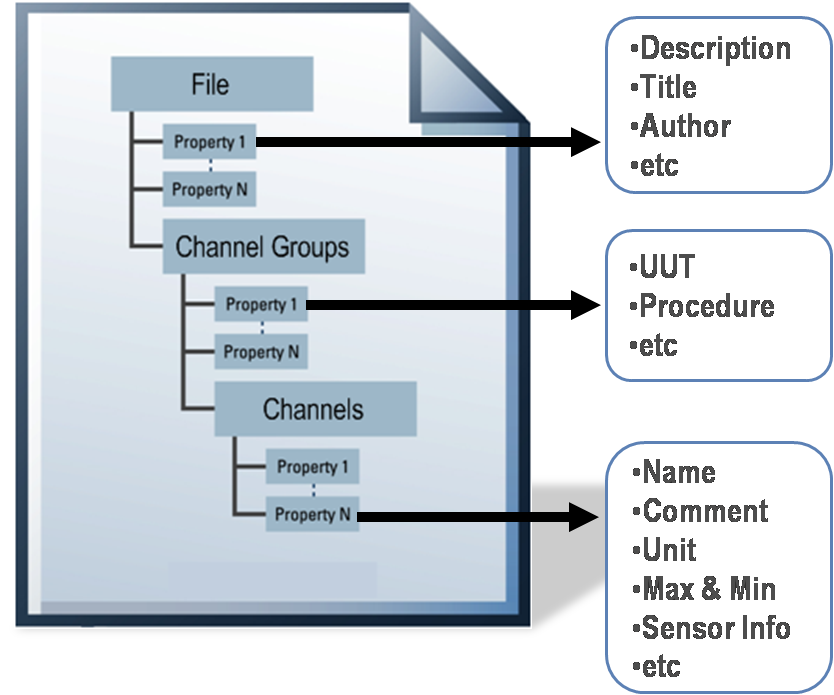 File
Property 1
Property N
Channel Groups
Property 1
Property N
Channels
Property 1
Property N
•Description
•Title
•Author
•etc
•UUT
•Procedure
•etc
•Name
•Comment
•Unit
•Max & Min
•Sensor Info
•etc